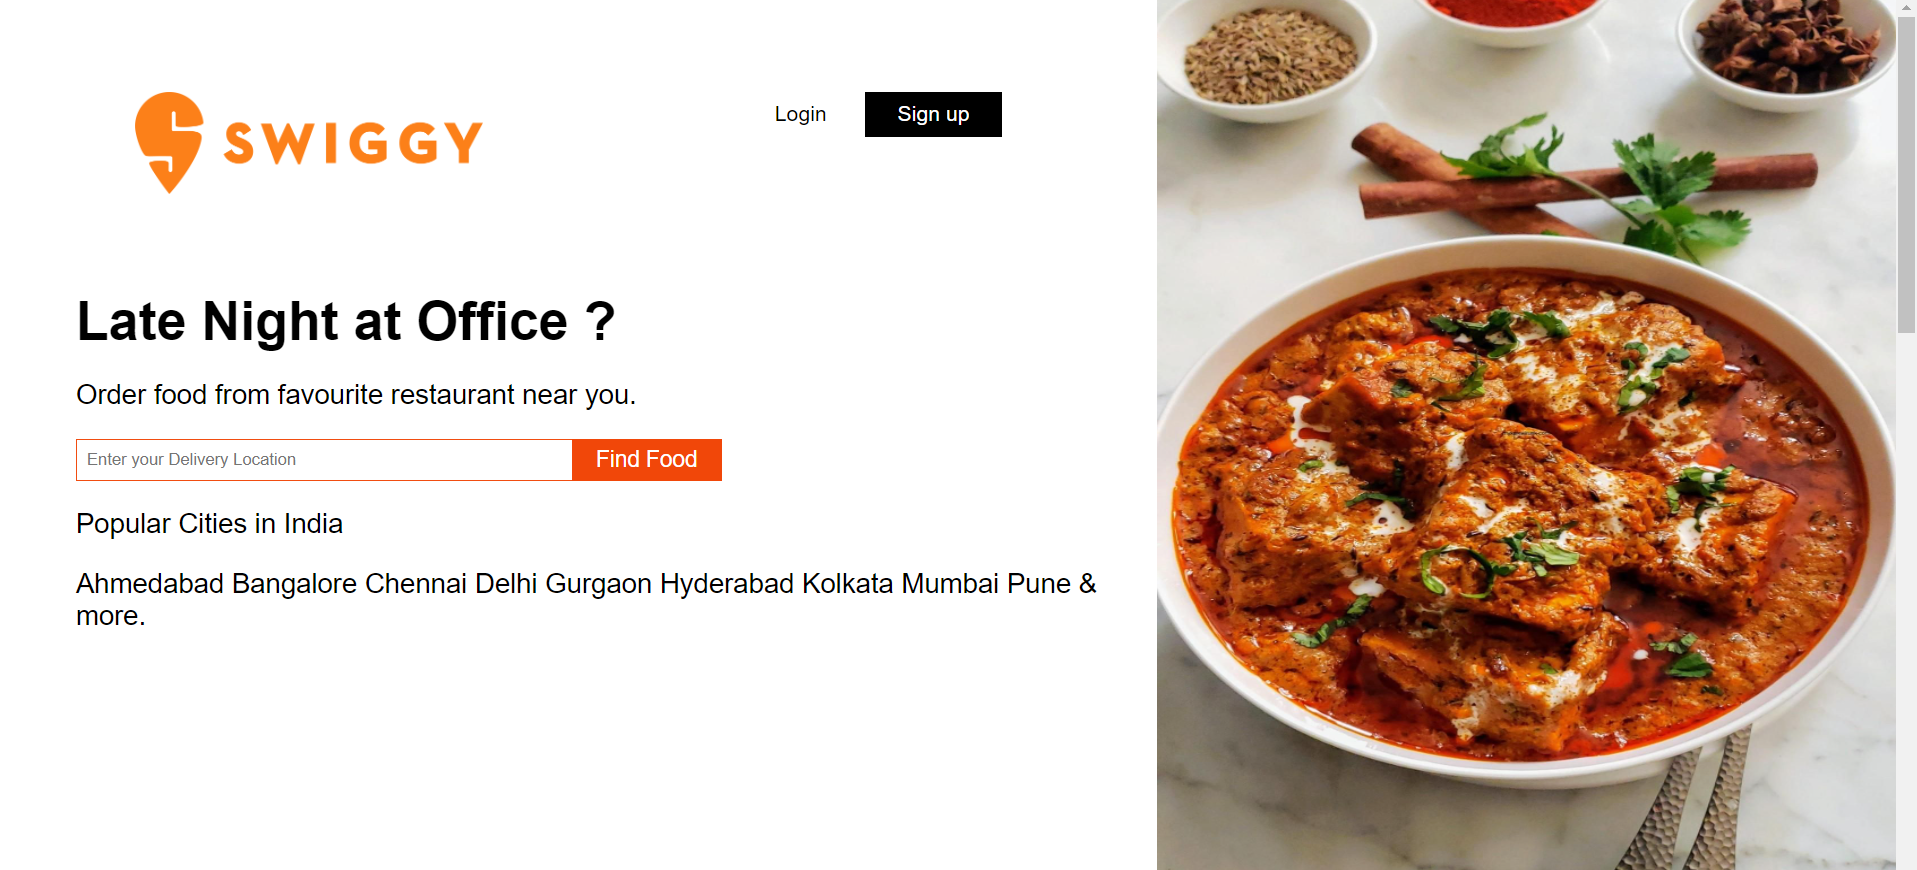 SWIGGY
Login
Sign up
Late Night at Office ?
Order food from favourite restaurant near you.
Enter your Delivery Location
Find Food
Popular Cities in India
Ahmedabad Bangalore Chennai Delhi Gurgaon Hyderabad Kolkata Mumbai Pune &
more.